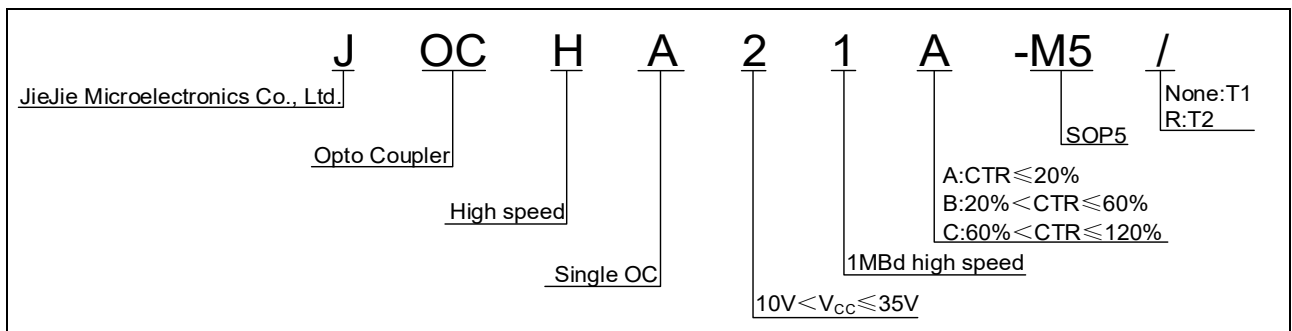 J OC H A 2 1 A -M5 /
JieJie Microelectronics Co., Ltd.
None:T1
R:T2
SOP5
Opto Coupler
A:CTR≤20%
B:20%<CTR≤60%
C:60%<CTR≤120%
High speed
1MBd high speed
Single OC
10V<VCC≤35V